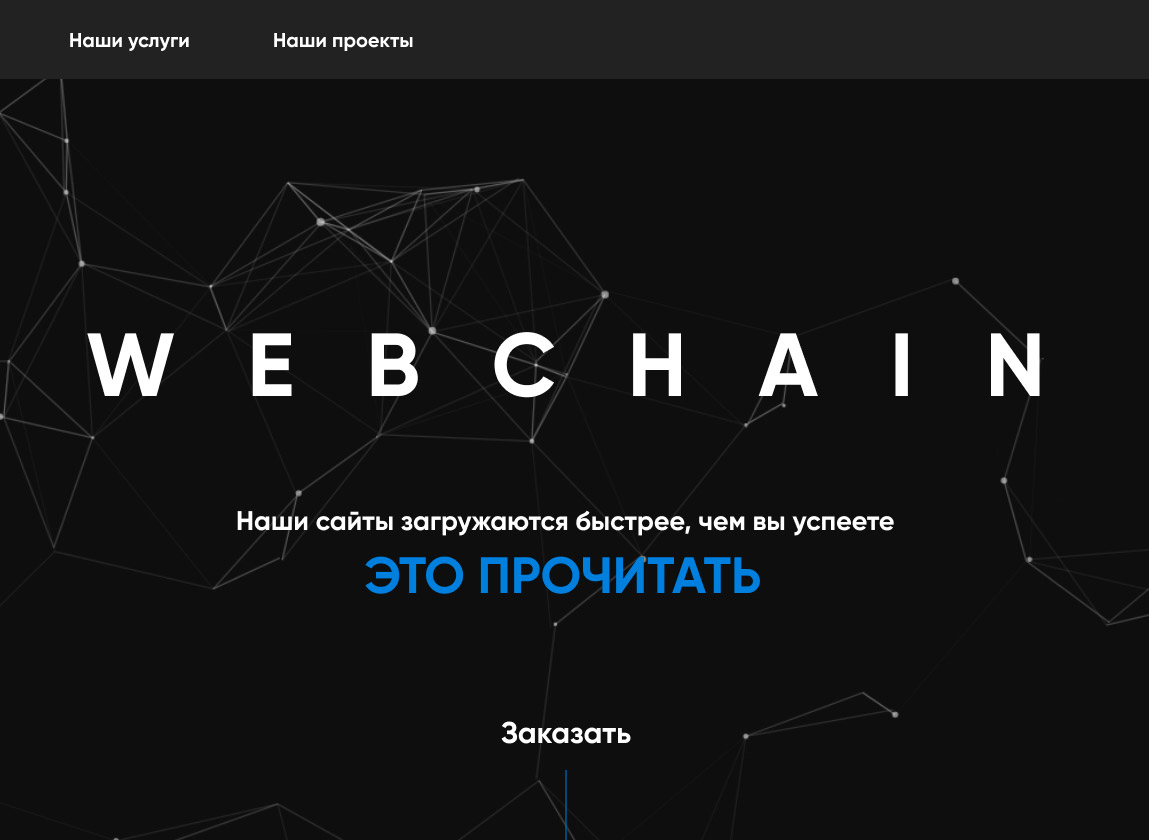 Наши услуги Наши проекты
WEBCHAIN
Наши сайты загружаются быстрее, чем вы успеете
ЭТО ПРОЧИТАТЬ
Заказать